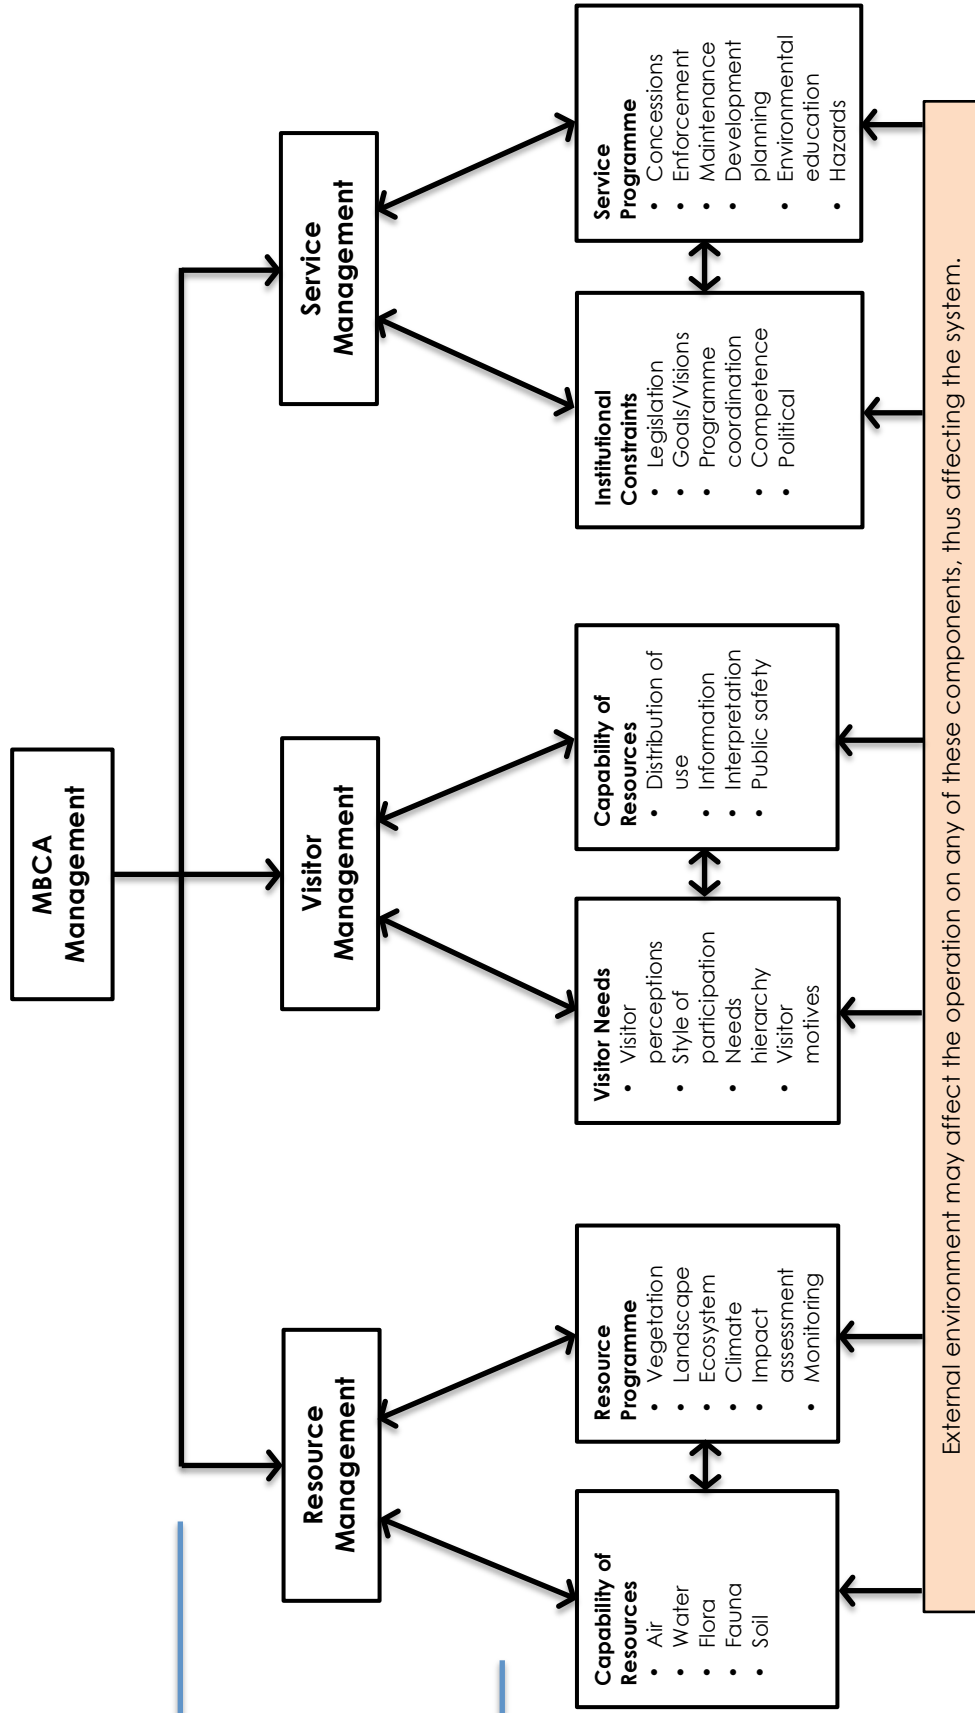 MBCA
Management
Resource
Management
Visitor
Management
Service
Management
Capability of
Resources
• Air
• Water
• Flora
• Fauna
• Soil
Resource
Programme
• Vegetation
• Landscape
• Ecosystem
• Climate
• Impact
assessment
• Monitoring
Visitor Needs
• Visitor
perceptions
• Style of
participation
• Needs
hierarchy
• Visitor
motives
Capability of
Resources
• Distribution of
use
• Information
• Interpretation
• Public safety
Institutional
Constraints
• Legislation
• Goals/Visions
• Programme
coordination
• Competence
• Political
Service
Programme
• Concessions
• Enforcement
• Maintenance
• Development
planning
• Environmental
education
• Hazards
External environment may affect the operation on any of these components, thus affecting the system.